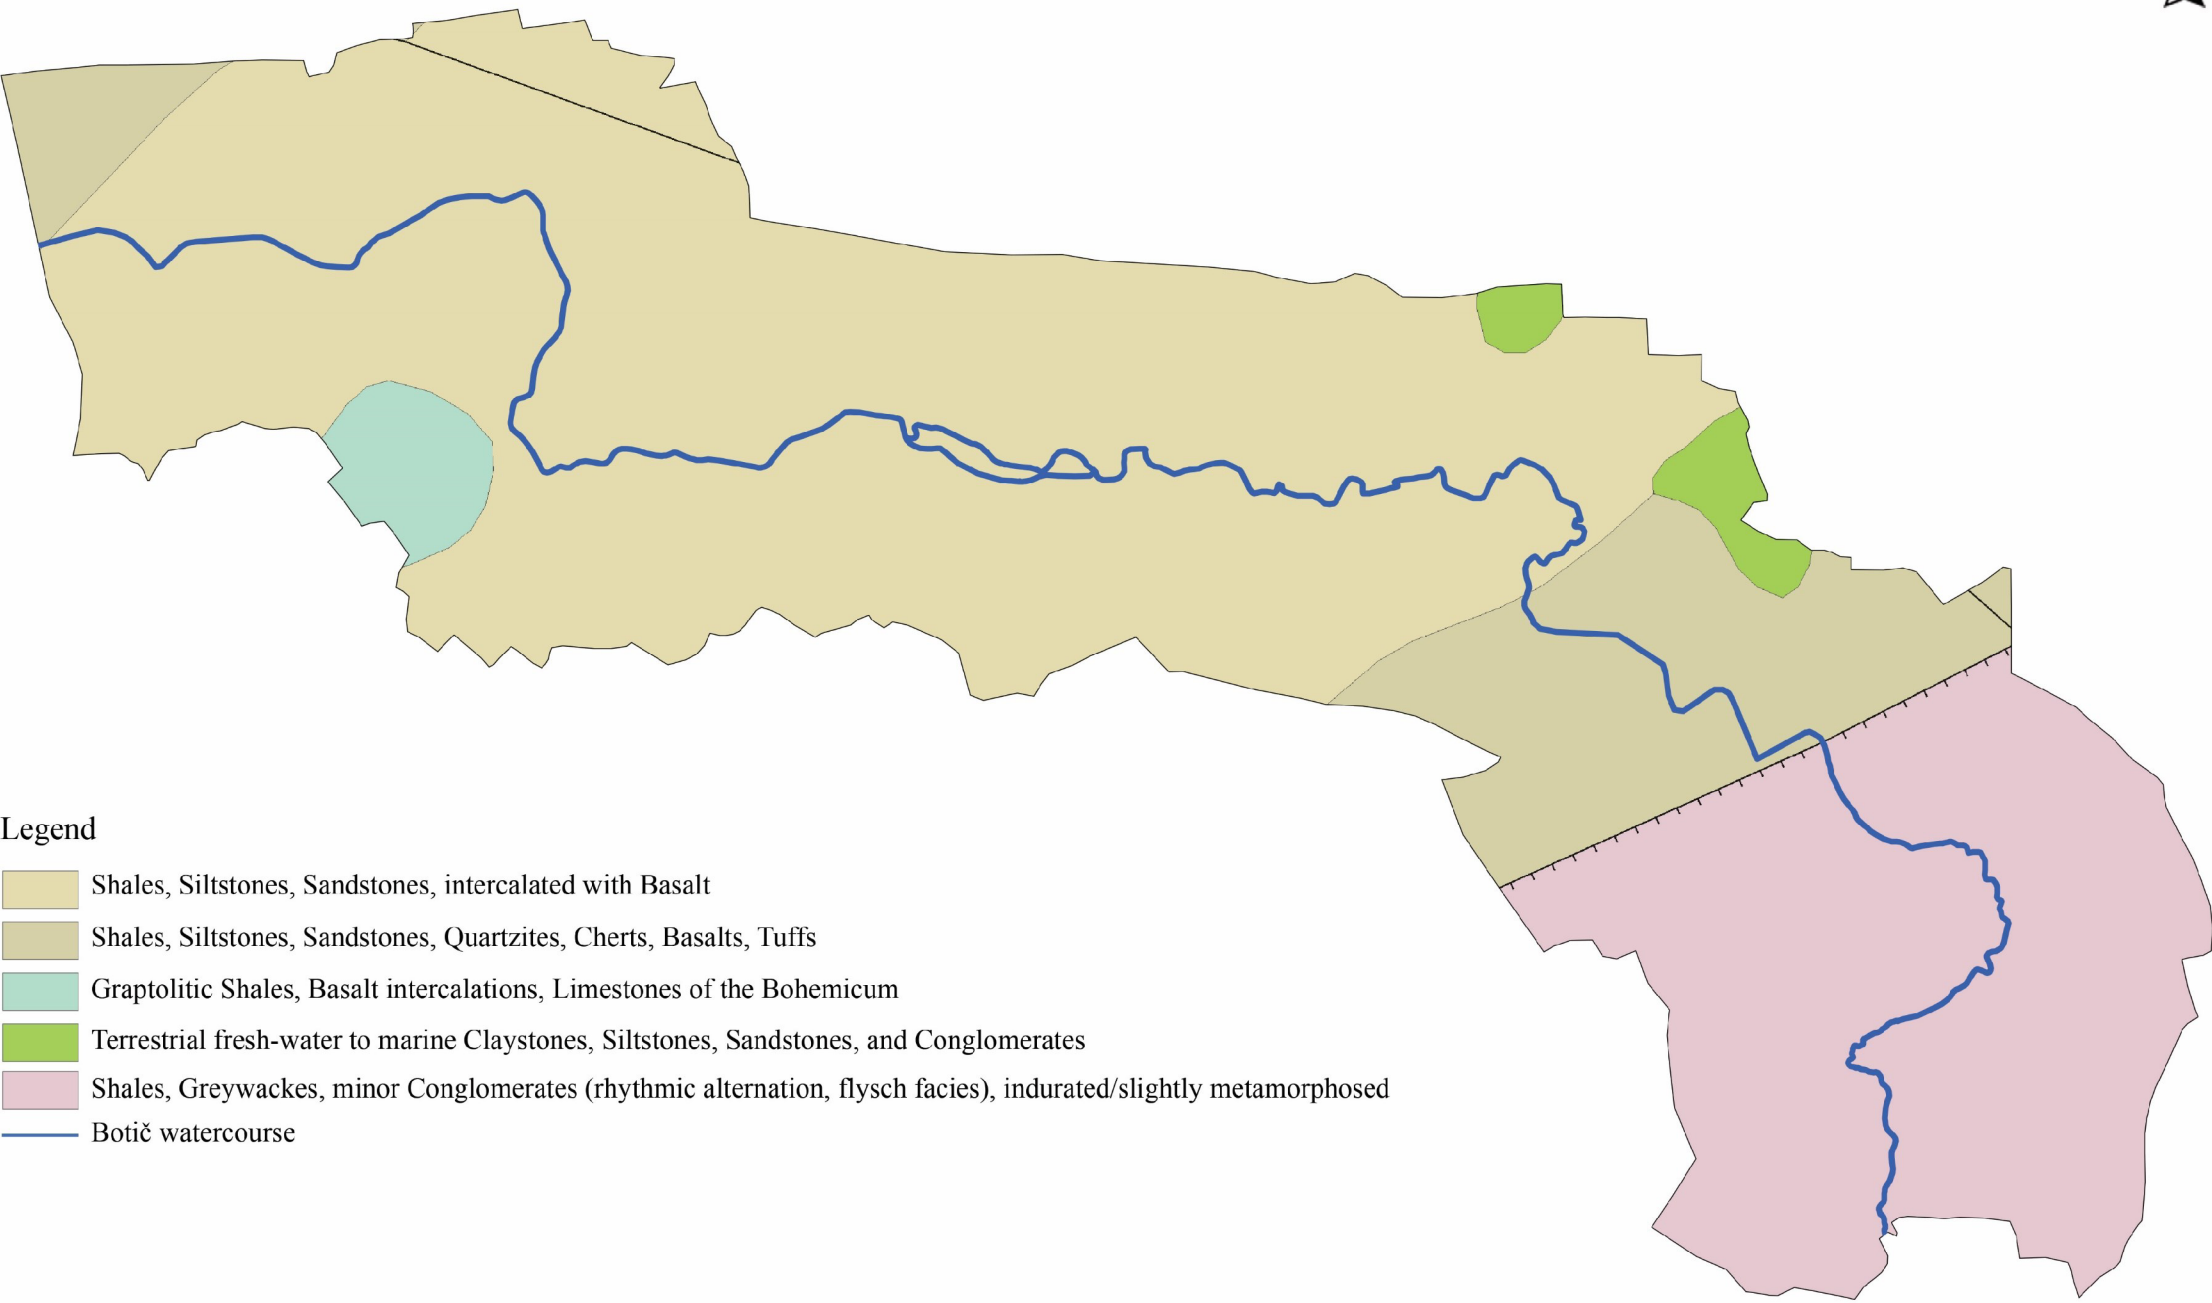 Legend
Shales, Siltstones, Sandstones, intercalated with Basalt
Shales, Siltstones, Sandstones, Quartzites, Cherts, Basalts, Tuffs
Graptolitic Shales, Basalt intercalations, Limestones of the Bohemicum
Terrestrial fresh-water to marine Claystones, Siltstones, Sandstones, and Conglomerates
Shales, Greywackes, minor Conglomerates (rhythmic alternation, flysch facies), indurated/slightly metamorphosed
Botič watercourse